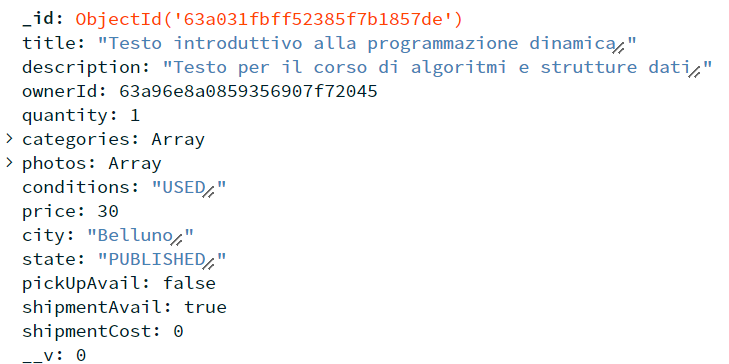 _id: ObjectId('63a031fbff52385f7b1857de')
title: "Testo introduttivo alla programmazione dinamica"
description: "Testo per il corso di algoritmi e strutture dati"
ownerId: 63a96e8a0859356907f72045
quantity: 1
> categories: Array
> photos: Array
conditions: "USED"
price: 30
city: "Belluno"
state: "PUBLISHED"
pickUpAvail: false
shipmentAvail: true
shipmentCost: 0
__v: 0